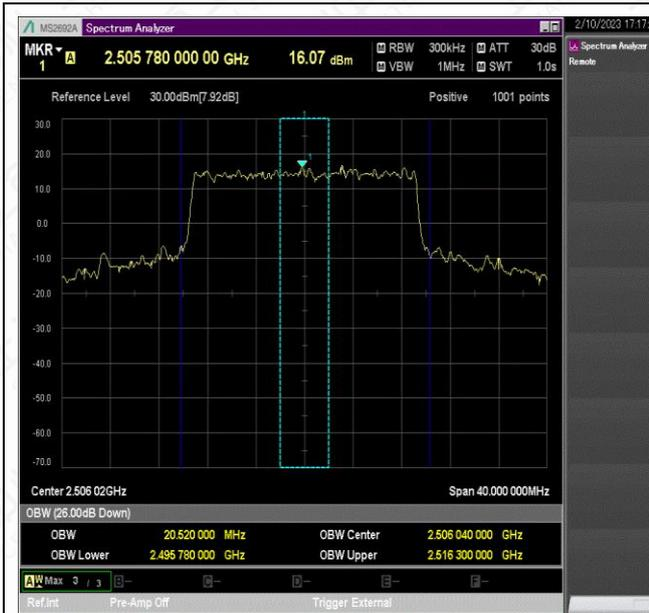 MS2692A Spectrum Analyzer 2/10/2023 17:17:
MKR 1 A 2.505 780 000 00 GHz 16.07 dBm M RBW 300kHz M ATT 30dB
M VBW 1MHz M SWT 1.0s
Spectrum Analyzer
Remote
Reference Level 30.00dBm[7.92dB] Positive 1001 points
30.0
1
20.0
10.0
0.0
-10.0
-20.0
-30.0
-40.0
-50.0
-60.0
-70.0
Center 2.506 02GHz Span 40.000 000MHz
OBW (26.00dB Down)
OBW 20.520 000 MHz OBW Center 2.506 040 000 GHz
OBW Lower 2.495 780 000 GHz OBW Upper 2.516 300 000 GHz
A W Max 3 / 3 B- C- D- E- F-
Ref.Int Pre-Amp Off Trigger External